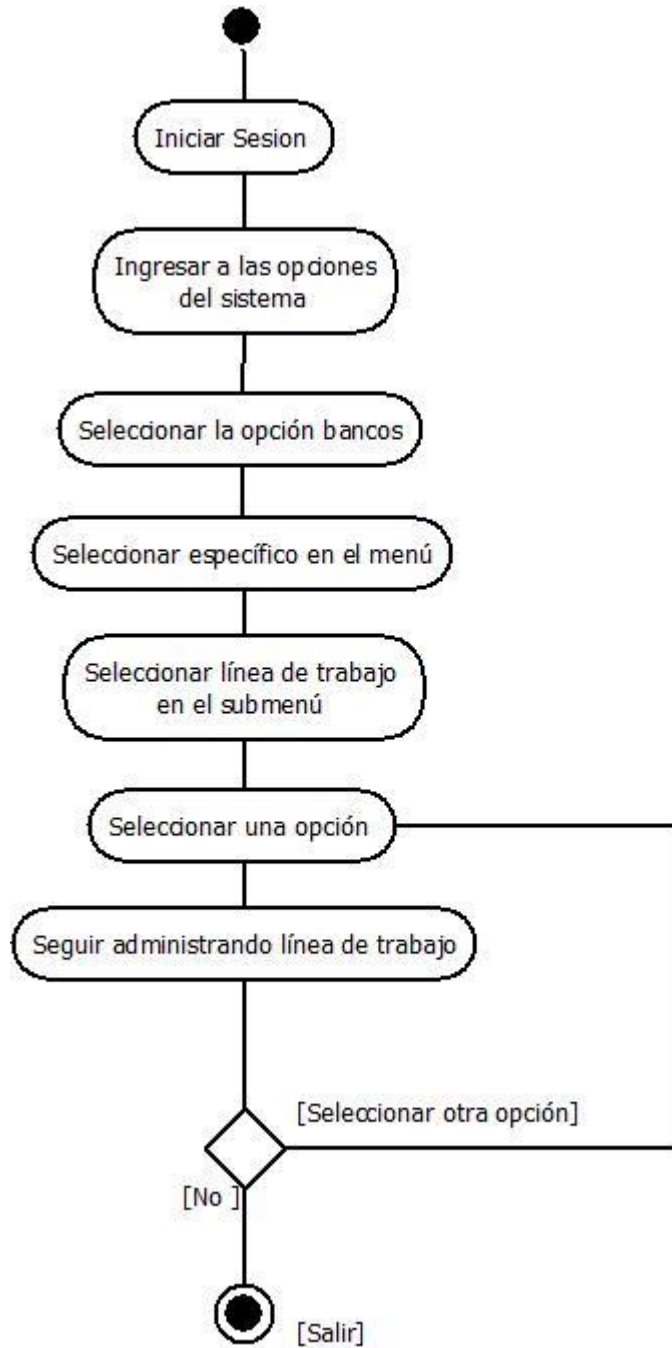 Iniciar Sesion
Ingresar a las opciones
del sistema
Seleccionar la opción bancos
Seleccionar específico en el menú
Seleccionar línea de trabajo
en el submenú
Seleccionar una opción
Seguir administrando línea de trabajo
[Seleccionar otra opción]
[No ]
[Salir]